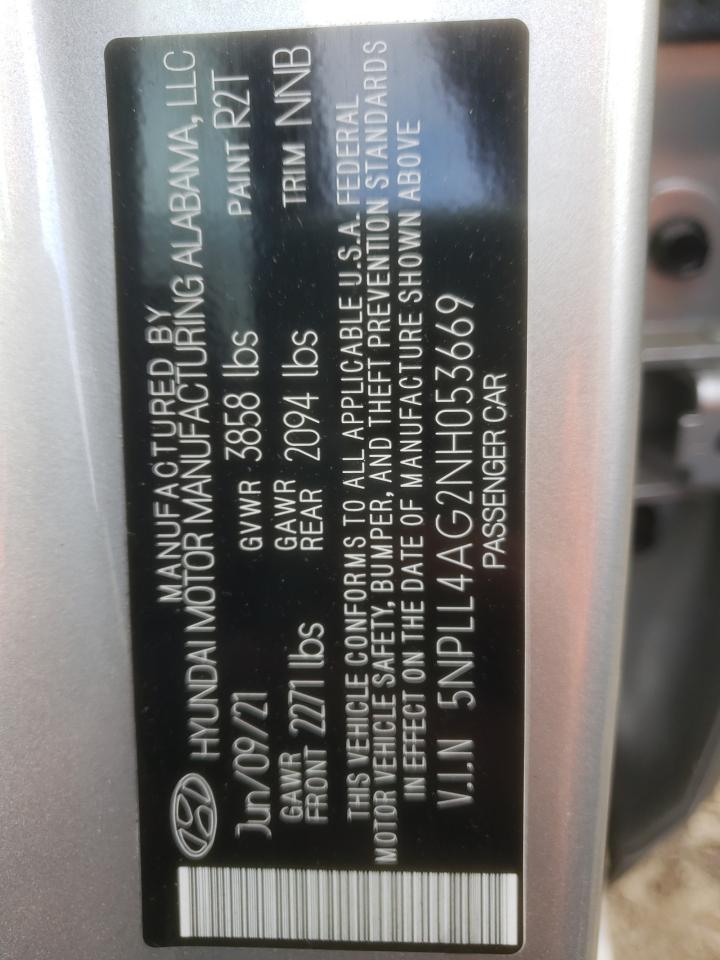 MANUFACTURED BY
HYUNDAI MOTOR MANUFACTURING ALABAMA, LLC
Jun/09/21 GVWR 3858 lbs PAINT R2T
GAWR FRONT 2271 lbs GAWR REAR 2094 lbs TRIM NNB
THIS VEHICLE CONFORMS TO ALL APPLICABLE U.S.A. FEDERAL
MOTOR VEHICLE SAFETY, BUMPER, AND THEFT PREVENTION STANDARDS
IN EFFECT ON THE DATE OF MANUFACTURE SHOWN ABOVE
V.I.N 5NPLL4AG2NH053669
PASSENGER CAR